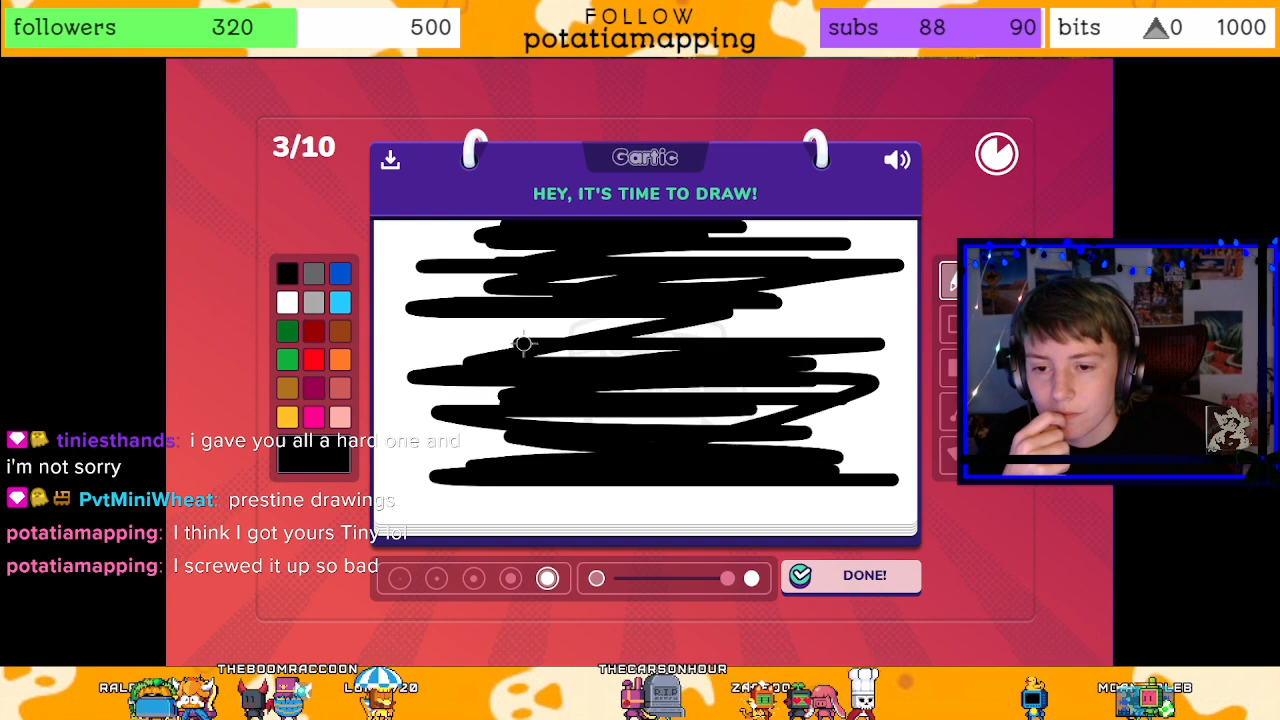 followers 320 500
FOLLOW
potatiamapping
subs 88 90
bits 0 1000
3/10
Gartic
HEY, IT'S TIME TO DRAW!
tiniesthands: i gave you all a hard one and
i'm not sorry
PvtMiniWheat: prestine drawings
potatiamapping: I think I got yours Tiny lol
potatiamapping: I screwed it up so bad
DONE!
THEBOOMRACCOON
THECARSONHOUR
RIP